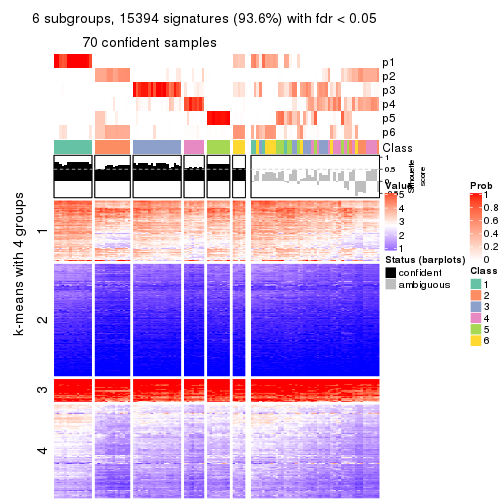 6 subgroups, 15394 signatures (93.6%) with fdr < 0.05
70 confident samples
p1
p2
p3
p4
p5
p6
Class
1
0.5
0
-0.5
Silhouette
score
k-means with 4 groups
1
2
3
4
Value
5
4
3
2
1
Status (barplots)
confident
ambiguous
Prob
1
0.8
0.6
0.4
0.2
0
Class
1
2
3
4
5
6